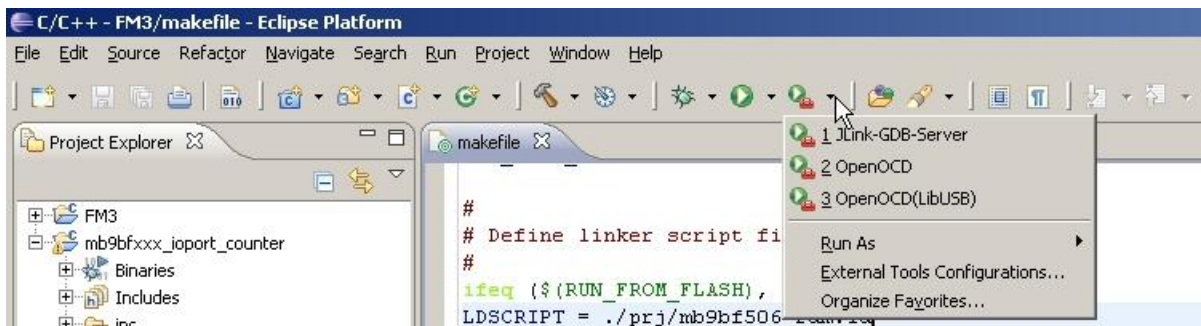 C/C++ - FM3/makefile - Eclipse Platform
File Edit Source Refactor Navigate Search Run Project Window Help
010
Project Explorer
makefile
1 JLink-GDB-Server
2 OpenOCD
3 OpenOCD(LibUSB)
Run As
External Tools Configurations...
Organize Favorites...
FM3
mb9bfxxx_ioport_counter
Binaries
Includes
#
# Define linker script fi
#
ifeq ($(RUN_FROM_FLASH),
LDSCRIPT = ./prj/mb9bf506